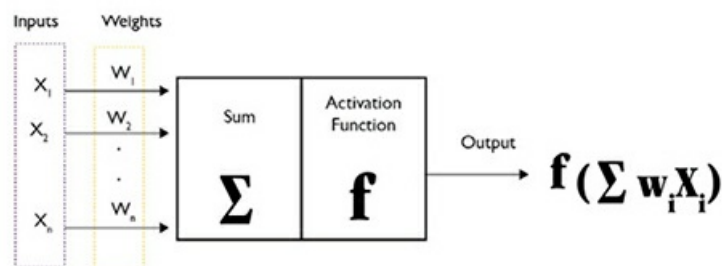 Inputs Weights
X₁ W₁
X₂ W₂
.
.
Xₙ Wₙ
Sum
Σ
Activation
Function
f
Output
f (Σ wᵢXᵢ)